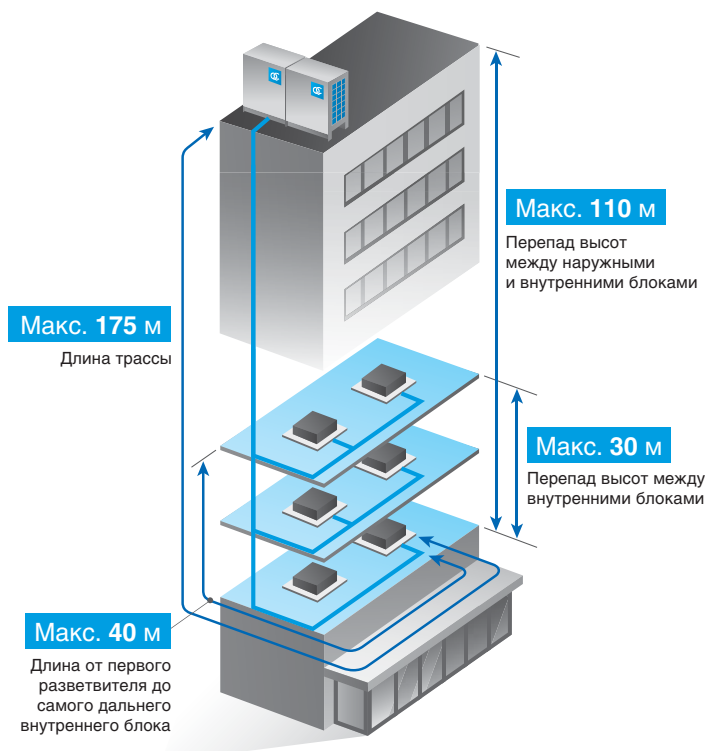 Макс. 110 м
Перепад высот
между наружными
и внутренними блоками
Макс. 175 м
Длина трассы
Макс. 30 м
Перепад высот между
внутренними блоками
Макс. 40 м
Длина от первого
разветвителя до
самого дальнего
внутреннего блока